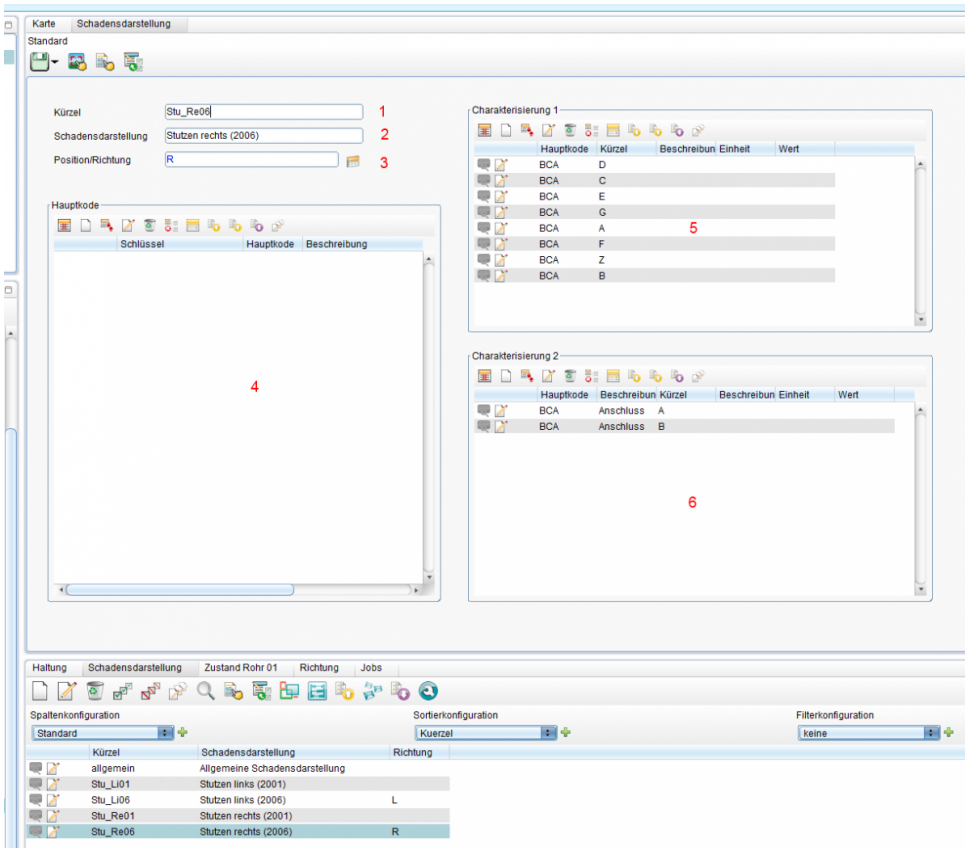 Karte Schadensdarstellung
Standard
Kürzel Stu_Re06 1
Schadensdarstellung Stutzen rechts (2006) 2
Position/Richtung R 3
Hauptkode
Schlüssel Hauptkode Beschreibung
4
Charakterisierung 1
Hauptkode Kürzel Beschreibun Einheit Wert
BCA D
BCA C
BCA E
BCA G
BCA A 5
BCA F
BCA Z
BCA B
Charakterisierung 2
Hauptkode Beschreibun Kürzel Beschreibun Einheit Wert
BCA Anschluss A
BCA Anschluss B
6
Haltung Schadensdarstellung Zustand Rohr 01 Richtung Jobs
Spaltenkonfiguration Sortierkonfiguration Filterkonfiguration
Standard Kuerzel keine
Kürzel Schadensdarstellung Richtung
allgemein Allgemeine Schadensdarstellung
Stu_Li01 Stutzen links (2001)
Stu_Li06 Stutzen links (2006) L
Stu_Re01 Stutzen rechts (2001)
Stu_Re06 Stutzen rechts (2006) R